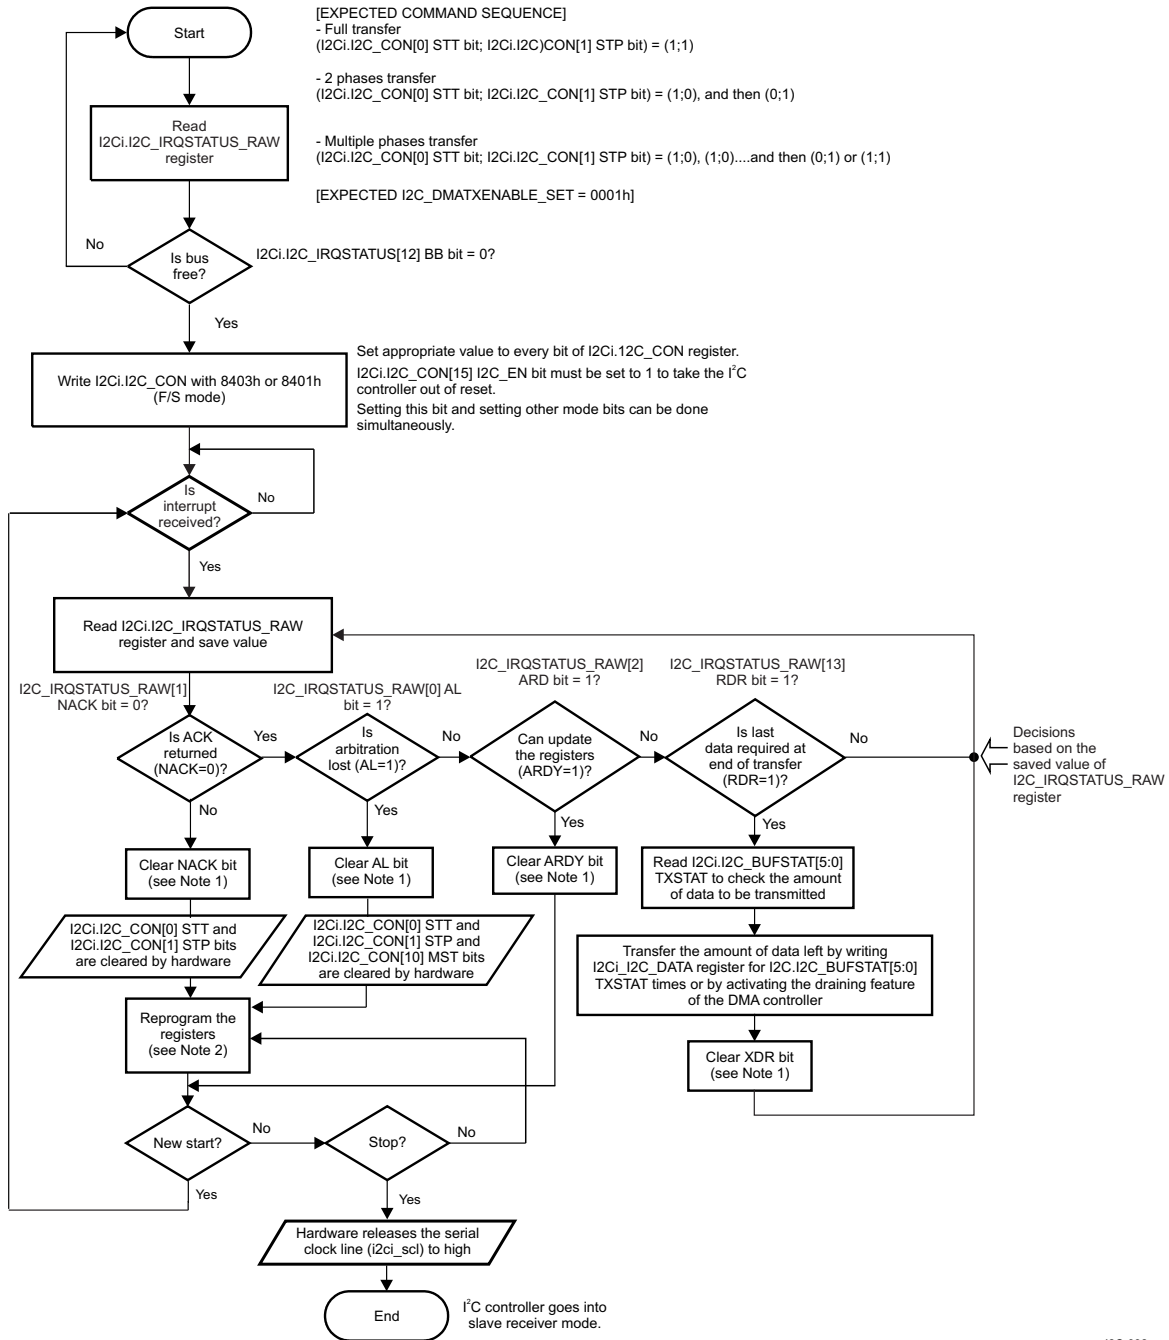 Start
[EXPECTED COMMAND SEQUENCE]
- Full transfer
(I2Ci.I2C_CON[0] STT bit; I2Ci.I2C)CON[1] STP bit) = (1;1)
- 2 phases transfer
(I2Ci.I2C_CON[0] STT bit; I2Ci.I2C_CON[1] STP bit) = (1;0), and then (0;1)
- Multiple phases transfer
(I2Ci.I2C_CON[0] STT bit; I2Ci.I2C_CON[1] STP bit) = (1;0), (1;0)....and then (0;1) or (1;1)
[EXPECTED I2C_DMATXENABLE_SET = 0001h]
Read
I2Ci.I2C_IRQSTATUS_RAW
register
No
Is bus
free?
I2Ci.I2C_IRQSTATUS[12] BB bit = 0?
Yes
Write I2Ci.I2C_CON with 8403h or 8401h
(F/S mode)
Set appropriate value to every bit of I2Ci.12C_CON register.
I2Ci.I2C_CON[15] I2C_EN bit must be set to 1 to take the I²C
controller out of reset.
Setting this bit and setting other mode bits can be done
simultaneously.
Is
interrupt
received?
No
Yes
Read I2Ci.I2C_IRQSTATUS_RAW
register and save value
I2C_IRQSTATUS_RAW[1]
NACK bit = 0?
I2C_IRQSTATUS_RAW[0] AL
bit = 1?
I2C_IRQSTATUS_RAW[2]
ARD bit = 1?
I2C_IRQSTATUS_RAW[13]
RDR bit = 1?
Is ACK
returned
(NACK=0)?
Yes
Is
arbitration
lost (AL=1)?
No
Can update
the registers
(ARDY=1)?
No
Is last
data required at
end of transfer
(RDR=1)?
No
Decisions
based on the
saved value of
I2C_IRQSTATUS_RAW
register
No
Yes
Yes
Yes
Clear NACK bit
(see Note 1)
Clear AL bit
(see Note 1)
Clear ARDY bit
(see Note 1)
Read I2Ci.I2C_BUFSTAT[5:0]
TXSTAT to check the amount
of data to be transmitted
I2Ci.I2C_CON[0] STT and
I2Ci.I2C_CON[1] STP bits
are cleared by hardware
I2Ci.I2C_CON[0] STT and
I2Ci.I2C_CON[1] STP and
I2Ci.I2C_CON[10] MST bits
are cleared by hardware
Transfer the amount of data left by writing
I2Ci_I2C_DATA register for I2C.I2C_BUFSTAT[5:0]
TXSTAT times or by activating the draining feature
of the DMA controller
Reprogram the
registers
(see Note 2)
Clear XDR bit
(see Note 1)
New start?
No
Stop?
No
Yes
Yes
Hardware releases the serial
clock line (i2ci_scl) to high
End
I²C controller goes into
slave receiver mode.